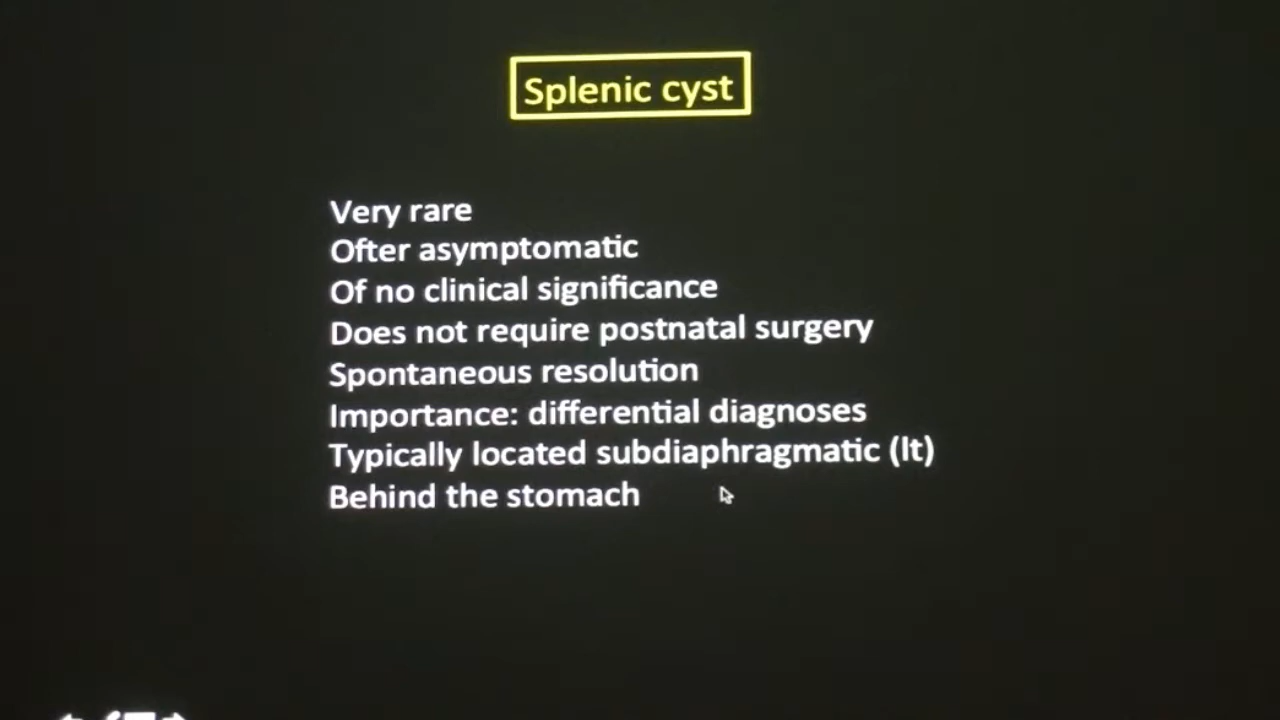 Splenic cyst
Very rare
Ofter asymptomatic
Of no clinical significance
Does not require postnatal surgery
Spontaneous resolution
Importance: differential diagnoses
Typically located subdiaphragmatic (lt)
Behind the stomach